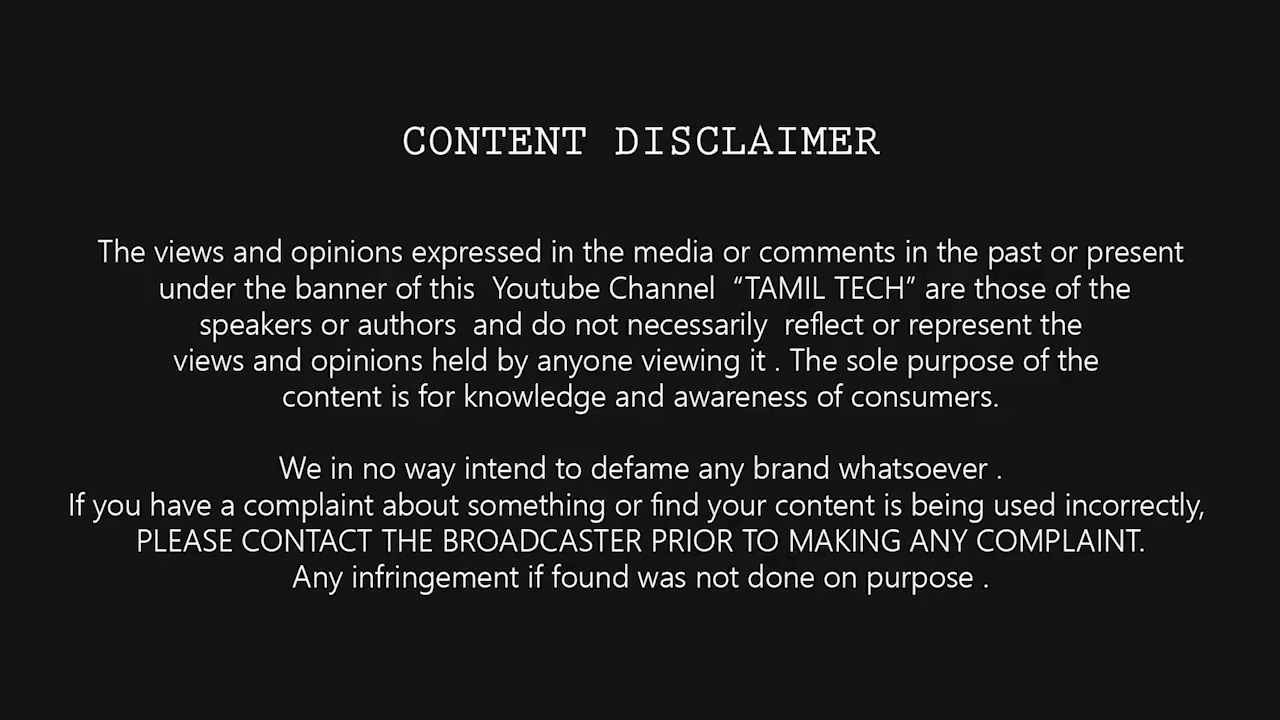 CONTENT DISCLAIMER
The views and opinions expressed in the media or comments in the past or present
under the banner of this  Youtube Channel  “TAMIL TECH” are those of the
speakers or authors  and do not necessarily  reflect or represent the
views and opinions held by anyone viewing it . The sole purpose of the
content is for knowledge and awareness of consumers.
We in no way intend to defame any brand whatsoever .
If you have a complaint about something or find your content is being used incorrectly,
PLEASE CONTACT THE BROADCASTER PRIOR TO MAKING ANY COMPLAINT.
Any infringement if found was not done on purpose .